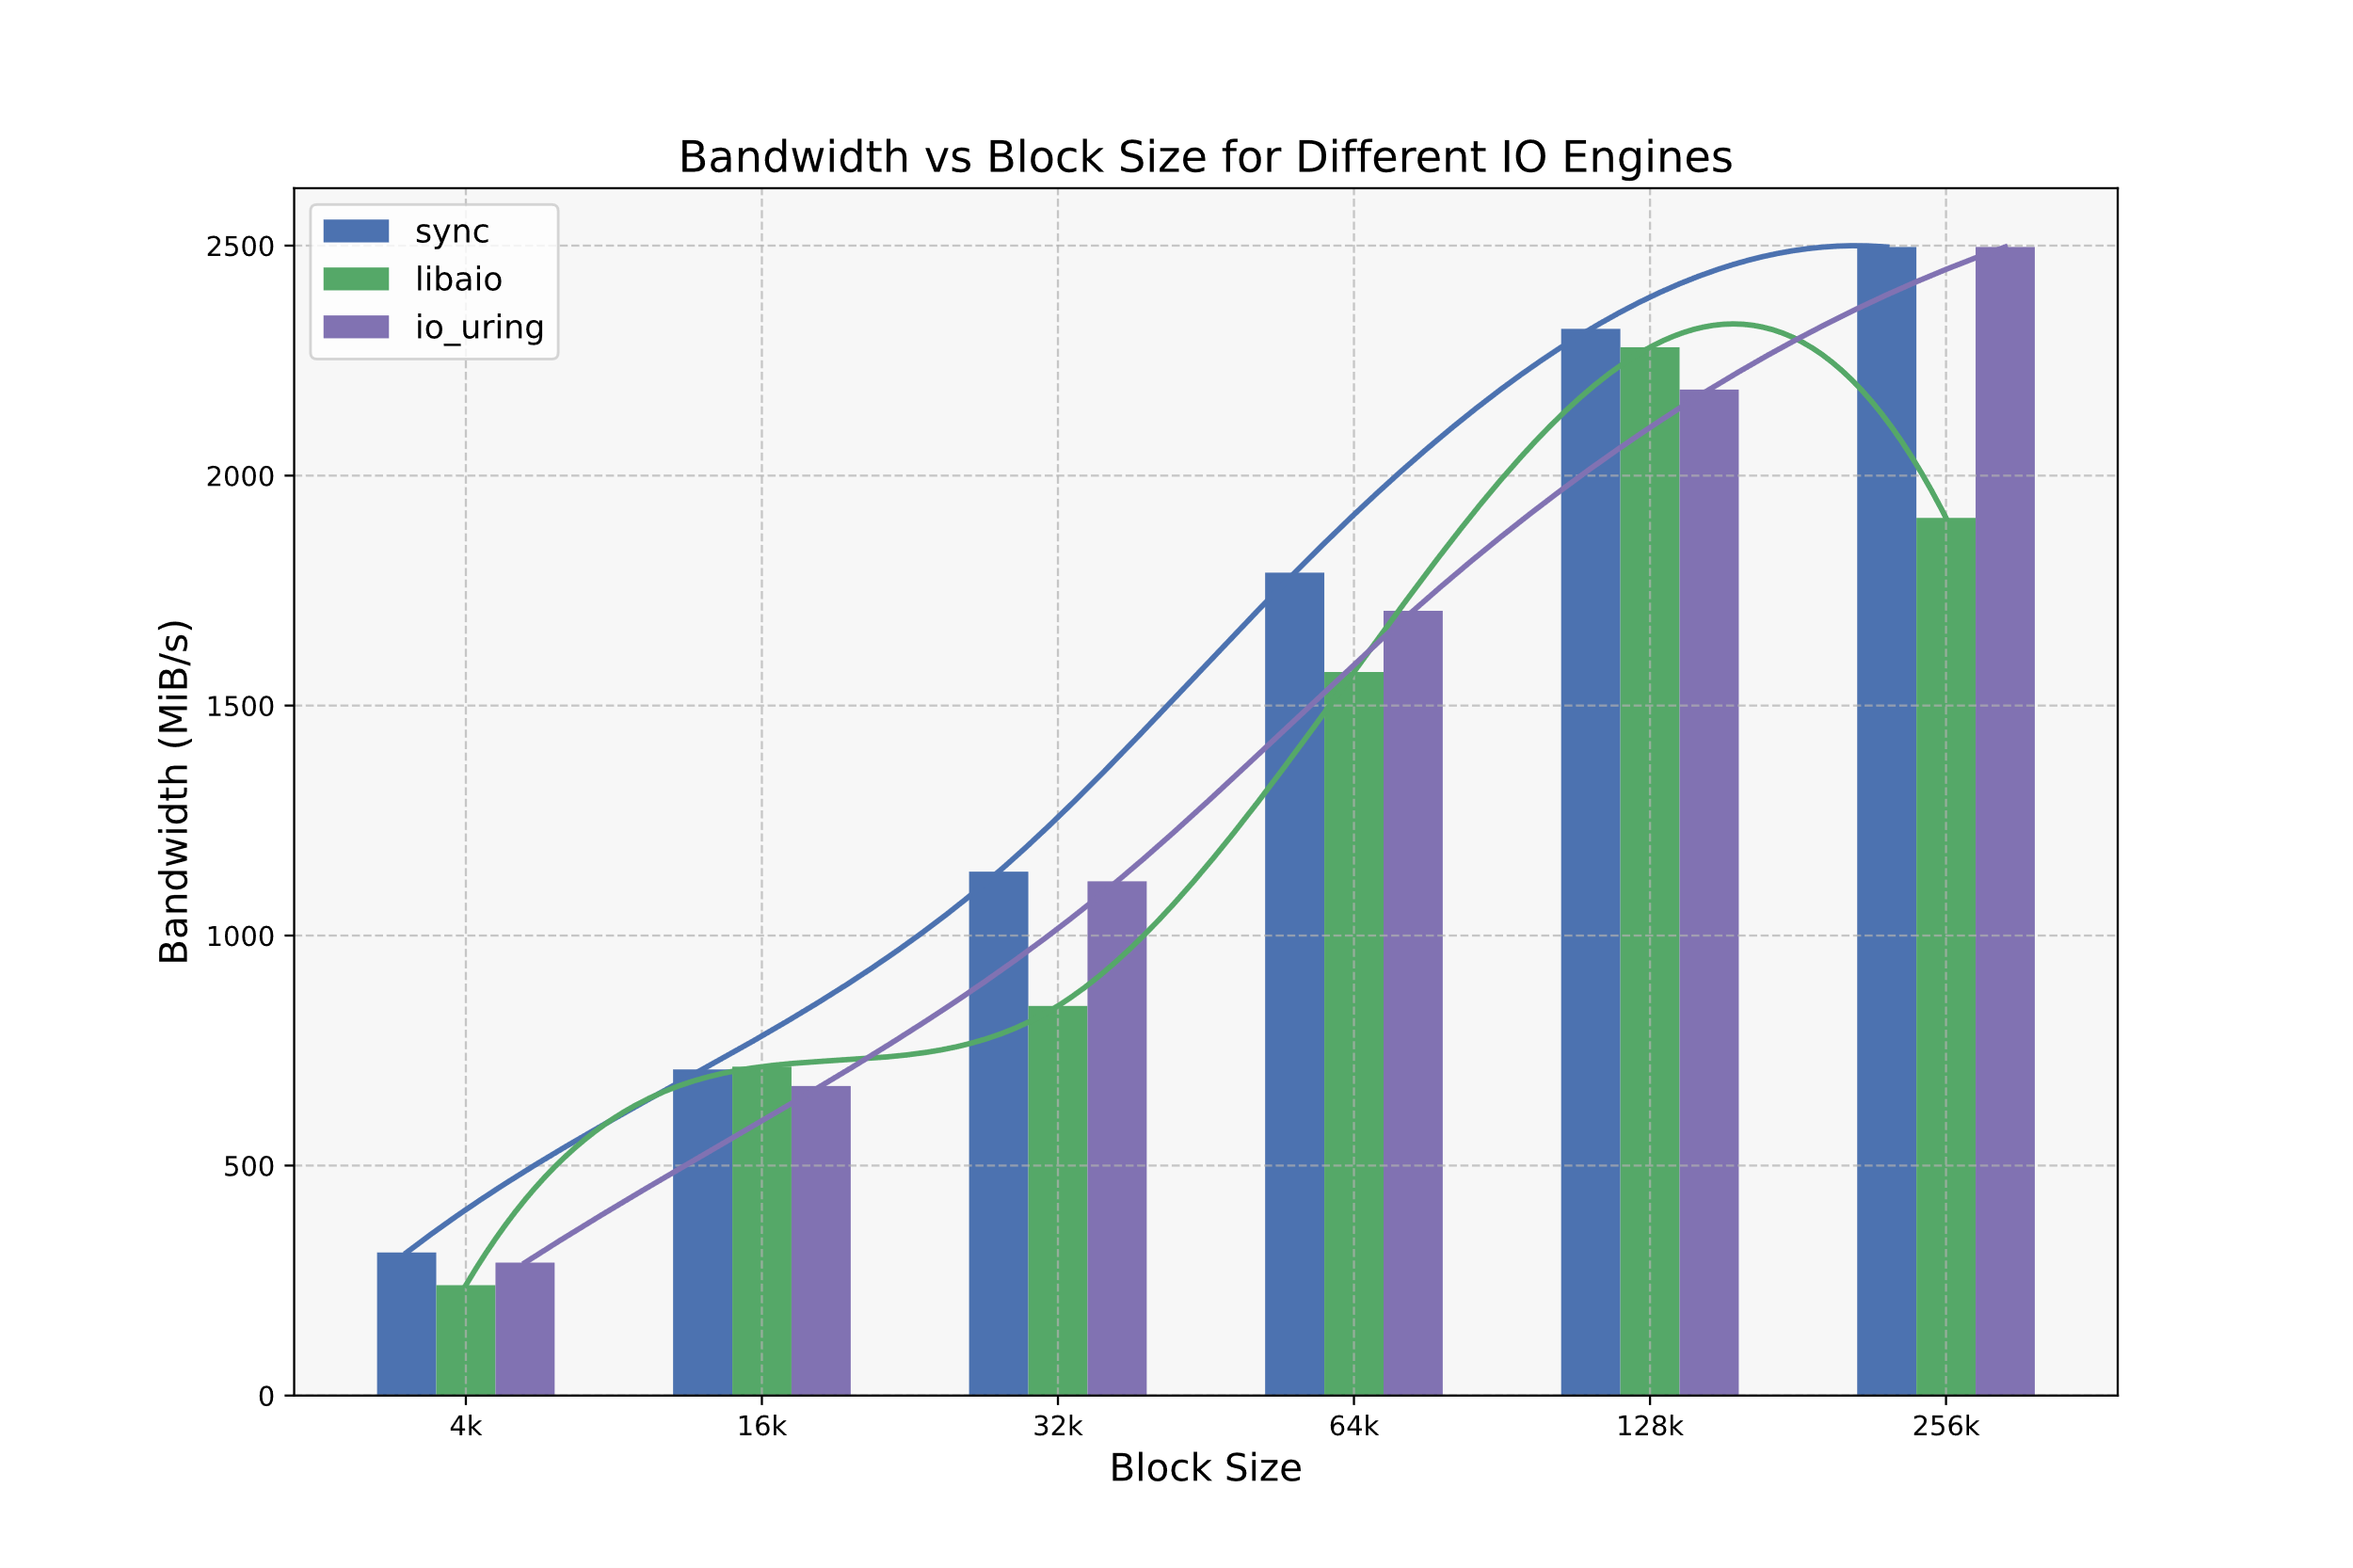 Bandwidth vs Block Size for Different IO Engines
sync
libaio
io_uring
Bandwidth (MiB/s)
2500
2000
1500
1000
500
0
4k 16k 32k 64k 128k 256k
Block Size